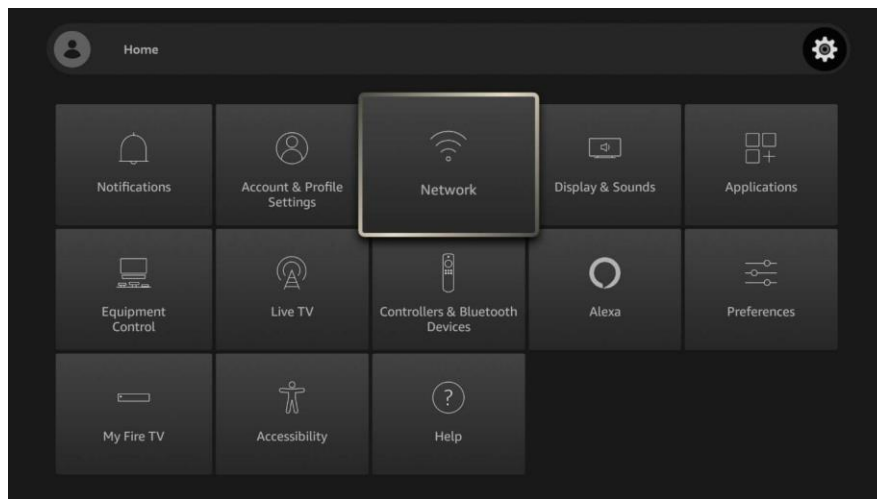 Home
Notifications
Account & Profile
Settings
Network
Display & Sounds
Applications
Equipment
Control
Live TV
Controllers & Bluetooth
Devices
Alexa
Preferences
My Fire TV
Accessibility
?
Help